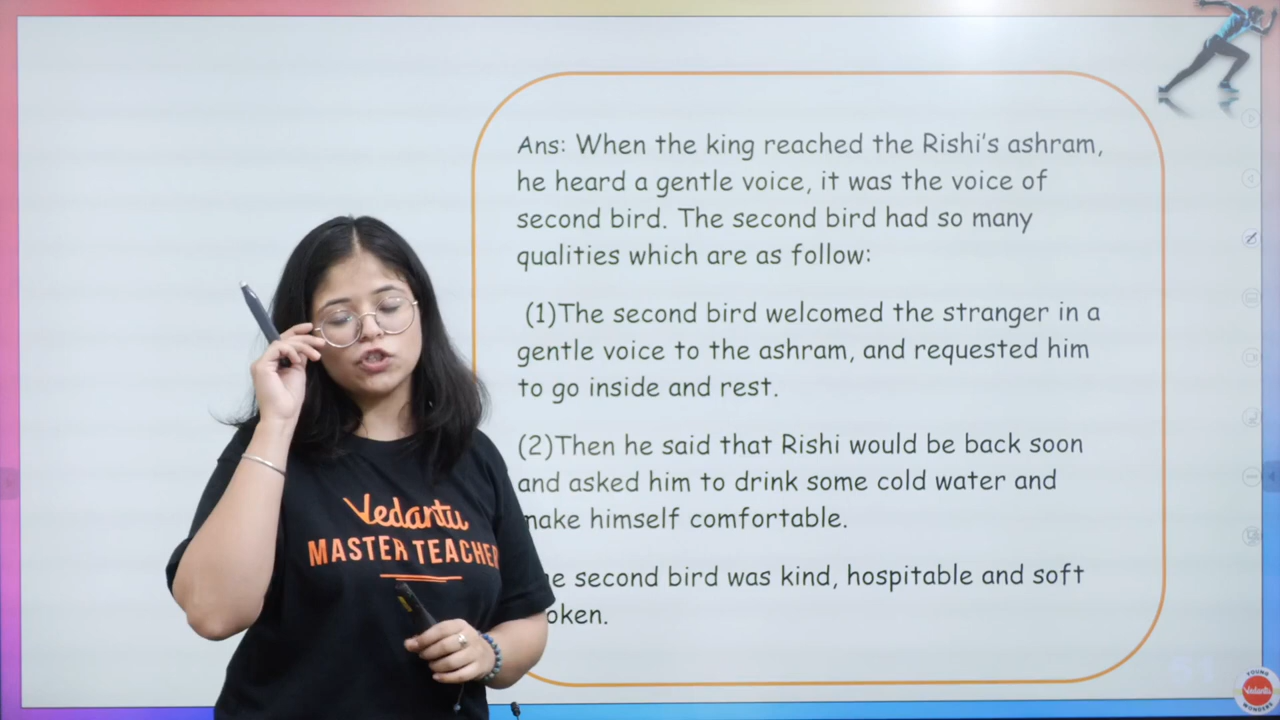 Ans: When the king reached the Rishi's ashram,
he heard a gentle voice, it was the voice of
second bird. The second bird had so many
qualities which are as follow:
(1)The second bird welcomed the stranger in a
gentle voice to the ashram, and requested him
to go inside and rest.
(2)Then he said that Rishi would be back soon
and asked him to drink some cold water and
make himself comfortable.
second bird was kind, hospitable and soft
Vedantu
MASTER TEACHER
YOUNG
Vedantu
WONDERS